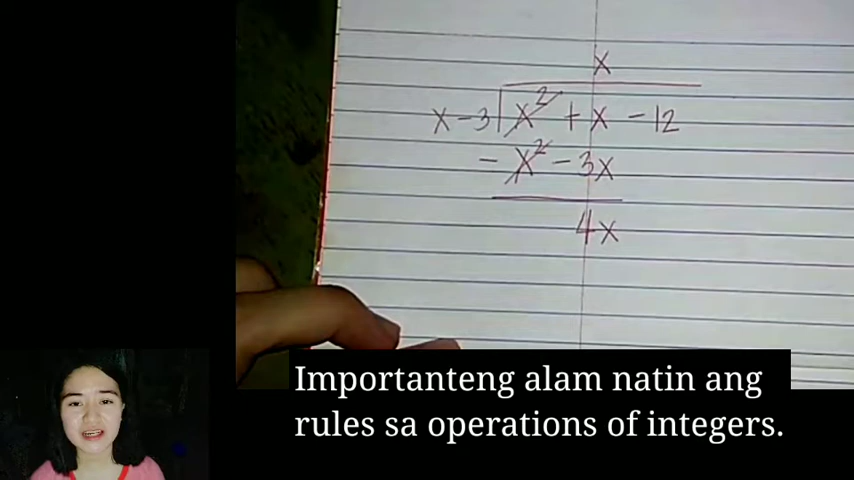 x
x - 3 x² + x - 12
- x² - 3x
4x
Importanteng alam natin ang
rules sa operations of integers.